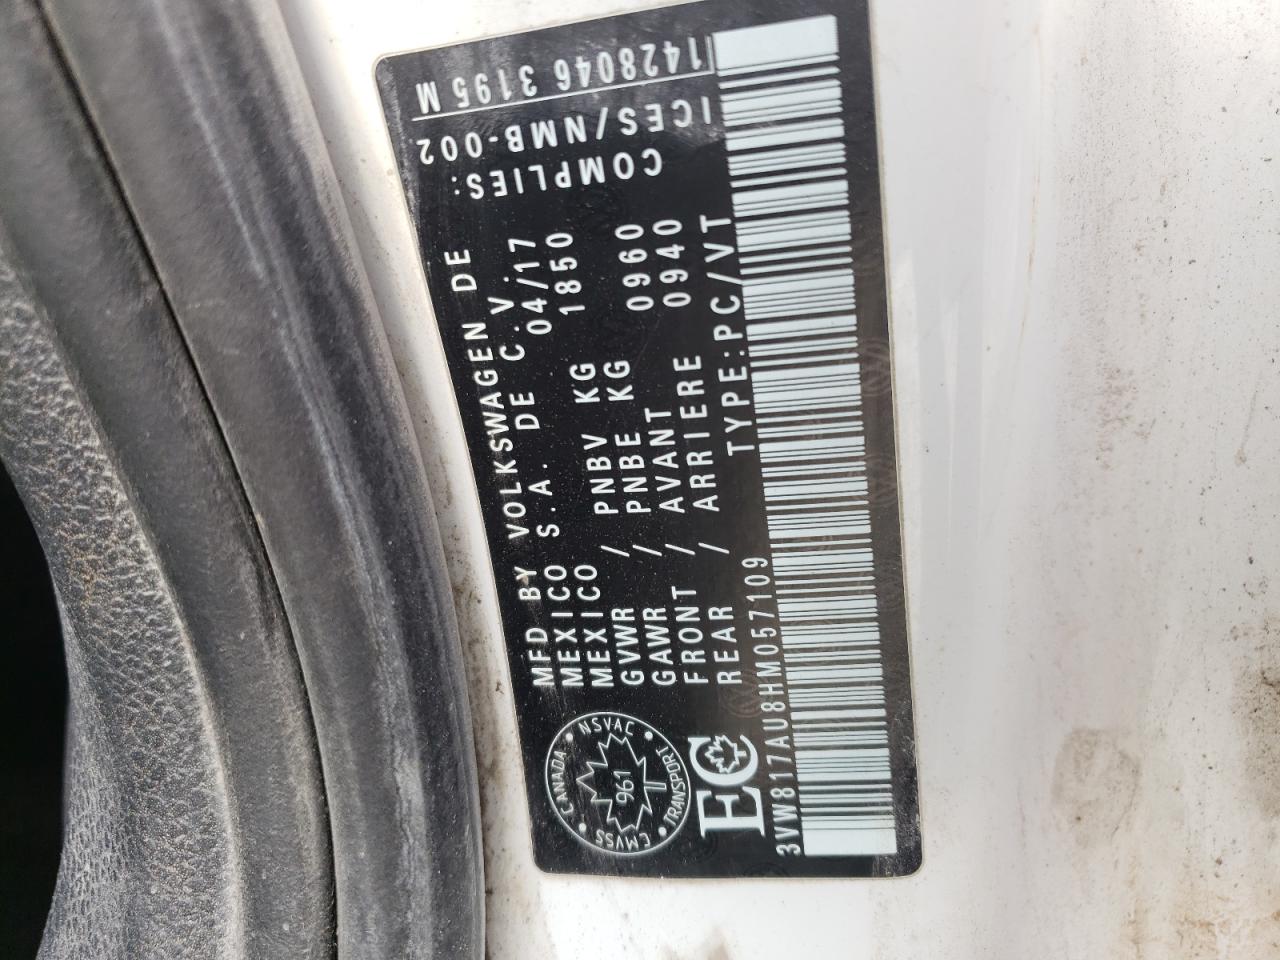 MFD BY VOLKSWAGEN DE
MEXICO S.A. DE C.V.
MEXICO 04/17
GVWR / PNBV KG 1850
GAWR / PNBE KG
FRONT / AVANT 0960
REAR / ARRIERE 0940
TYPE:PC/VT
3VW817AU8HM057109
CANADA • NSVAC • TRANSPORT • CMVSS
961
EC
COMPLIES:
ICES/NMB-002
1428046 3195 M